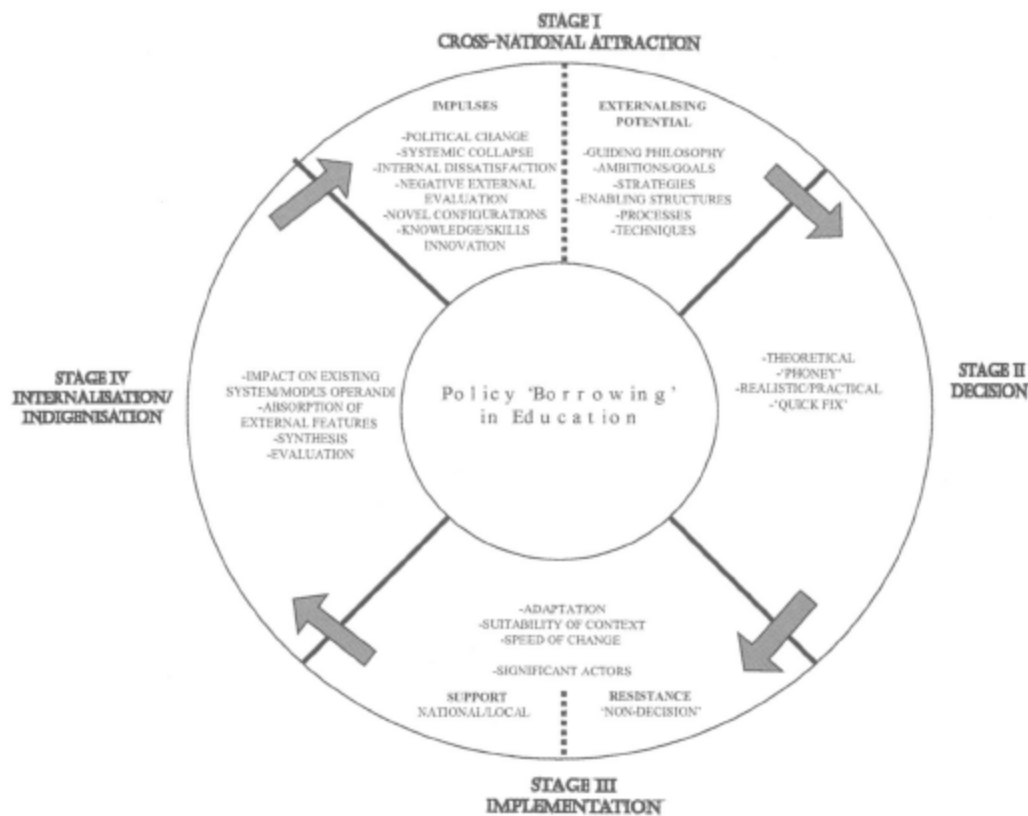 STAGE I
CROSS-NATIONAL ATTRACTION
IMPULSES
-POLITICAL CHANGE
-SYSTEMIC COLLAPSE
-INTERNAL DISSATISFACTION
-NEGATIVE EXTERNAL
EVALUATION
-NOVEL CONFIGURATIONS
-KNOWLEDGE/SKILLS
INNOVATION
EXTERNALISING
POTENTIAL
-GUIDING PHILOSOPHY
-AMBITIONS/GOALS
-STRATEGIES
-ENABLING STRUCTURES
-PROCESSES
-TECHNIQUES
-THEORETICAL
-'PHONEY'
-REALISTIC/PRACTICAL
-'QUICK FIX'
STAGE II
DECISION
Policy 'Borrowing'
in Education
STAGE IV
INTERNALISATION/
INDIGENISATION
-IMPACT ON EXISTING
SYSTEM/MODUS OPERANDI
-ABSORPTION OF
EXTERNAL FEATURES
-SYNTHESIS
-EVALUATION
-ADAPTATION
-SUITABILITY OF CONTEXT
-SPEED OF CHANGE
-SIGNIFICANT ACTORS
SUPPORT
NATIONAL/LOCAL
RESISTANCE
'NON-DECISION'
STAGE III
IMPLEMENTATION